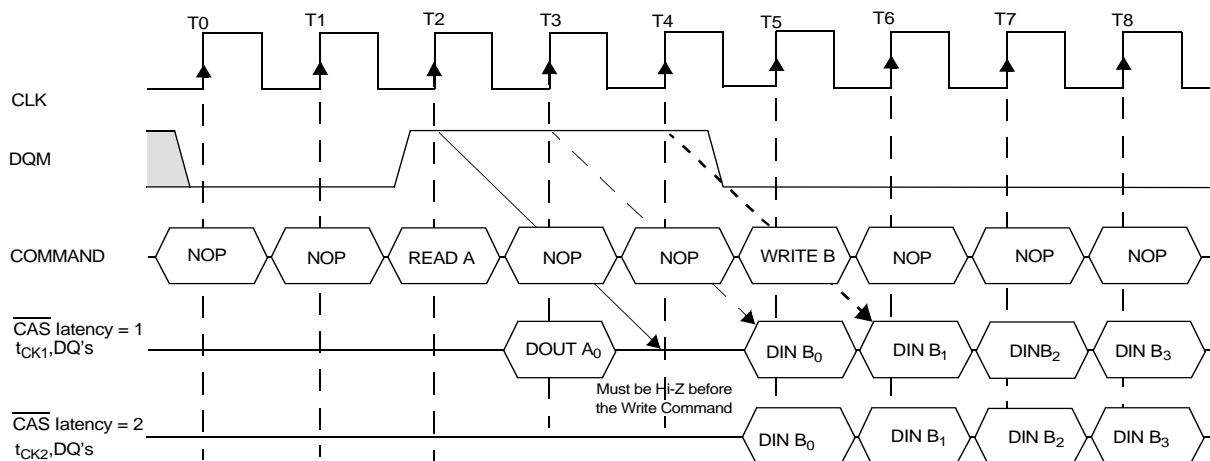 T0 T1 T2 T3 T4 T5 T6 T7 T8
CLK
DQM
COMMAND NOP NOP READ A NOP NOP WRITE B NOP NOP NOP
CAS latency = 1
tCK1,DQ's DOUT A0 DIN B0 DIN B1 DINB2 DIN B3
Must be Hi-Z before
the Write Command
CAS latency = 2
tCK2,DQ's DIN B0 DIN B1 DIN B2 DIN B3